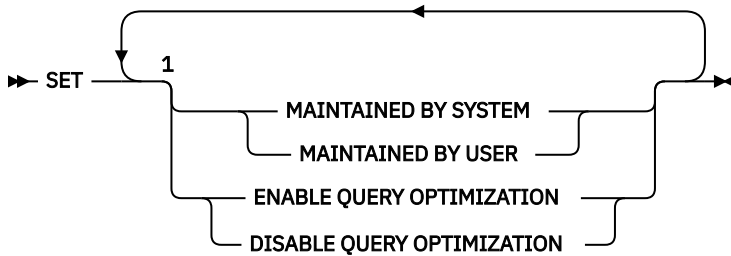 1
SET
MAINTAINED BY SYSTEM
MAINTAINED BY USER
ENABLE QUERY OPTIMIZATION
DISABLE QUERY OPTIMIZATION